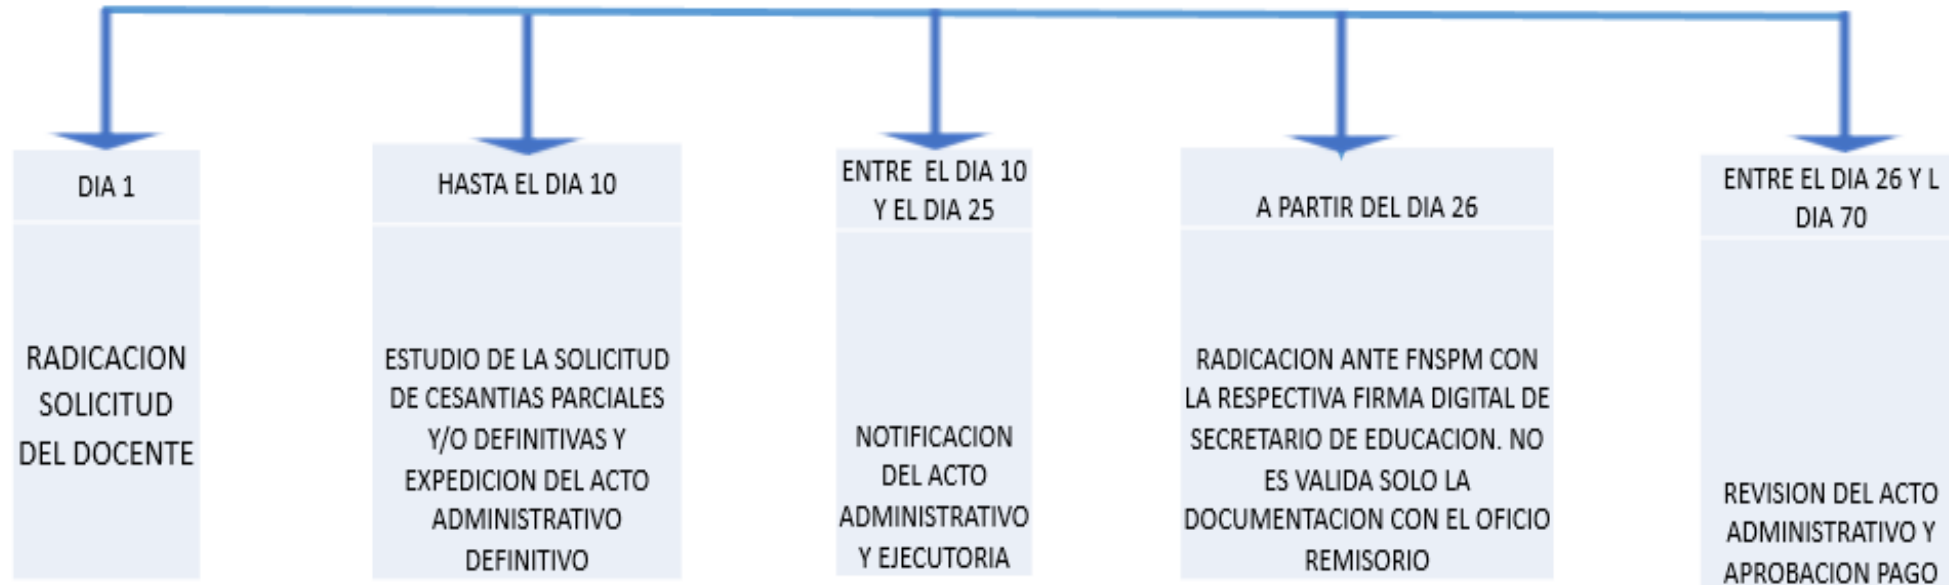 DIA 1
RADICACION
SOLICITUD
DEL DOCENTE
HASTA EL DIA 10
ESTUDIO DE LA SOLICITUD
DE CESANTIAS PARCIALES
Y/O DEFINITIVAS Y
EXPEDICION DEL ACTO
ADMINISTRATIVO
DEFINITIVO
ENTRE EL DIA 10
Y EL DIA 25
NOTIFICACION
DEL ACTO
ADMINISTRATIVO
Y EJECUTORIA
A PARTIR DEL DIA 26
RADICACION ANTE FNSPM CON
LA RESPECTIVA FIRMA DIGITAL DE
SECRETARIO DE EDUCACION. NO
ES VALIDA SOLO LA
DOCUMENTACION CON EL OFICIO
REMISORIO
ENTRE EL DIA 26 Y L
DIA 70
REVISION DEL ACTO
ADMINISTRATIVO Y
APROBACION PAGO